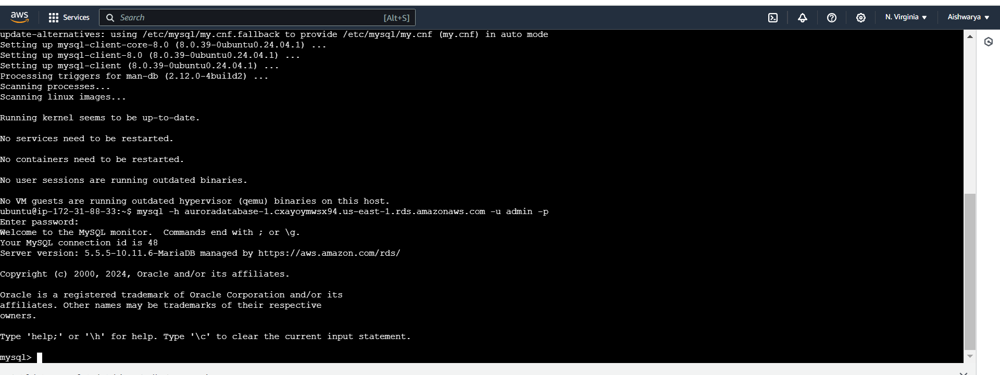 aws Services Search [Alt+S] N. Virginia Aishwarya
update-alternatives: using /etc/mysql/my.cnf.fallback to provide /etc/mysql/my.cnf (my.cnf) in auto mode
Setting up mysql-client-core-8.0 (8.0.39-0ubuntu0.24.04.1) ...
Setting up mysql-client-8.0 (8.0.39-0ubuntu0.24.04.1) ...
Setting up mysql-client (8.0.39-0ubuntu0.24.04.1) ...
Processing triggers for man-db (2.12.0-4build2) ...
Scanning processes...
Scanning linux images...
Running kernel seems to be up-to-date.
No services need to be restarted.
No containers need to be restarted.
No user sessions are running outdated binaries.
No VM guests are running outdated hypervisor (qemu) binaries on this host.
ubuntu@ip-172-31-88-33:~$ mysql -h auroradatabase-1.cxayoymwsx94.us-east-1.rds.amazonaws.com -u admin -p
Enter password:
Welcome to the MySQL monitor.  Commands end with ; or \g.
Your MySQL connection id is 48
Server version: 5.5.5-10.11.6-MariaDB managed by https://aws.amazon.com/rds/
Copyright (c) 2000, 2024, Oracle and/or its affiliates.
Oracle is a registered trademark of Oracle Corporation and/or its
affiliates. Other names may be trademarks of their respective
owners.
Type 'help;' or '\h' for help. Type '\c' to clear the current input statement.
mysql>